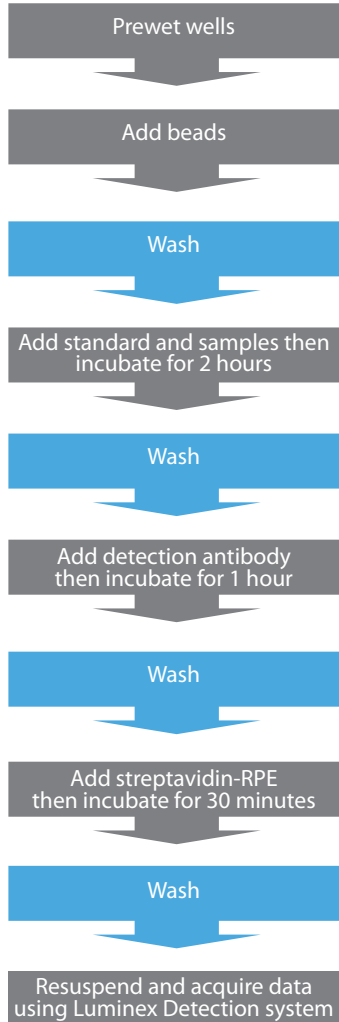 Prewet wells
Add beads
Wash
Add standard and samples then
incubate for 2 hours
Wash
Add detection antibody
then incubate for 1 hour
Wash
Add streptavidin-RPE
then incubate for 30 minutes
Wash
Resuspend and acquire data
using Luminex Detection system